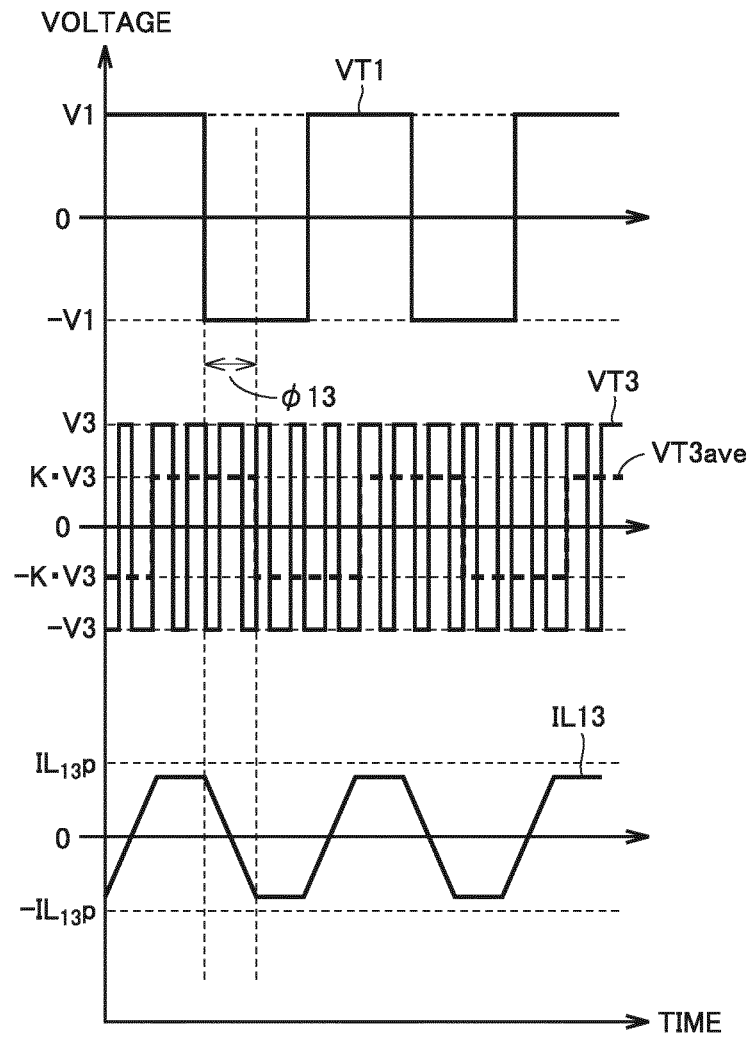 VOLTAGE
VT1
V1
0
-V1
ϕ13
VT3
V3
VT3ave
K・V3
0
-K・V3
-V3
IL13
IL₁₃p
0
-IL₁₃p
TIME